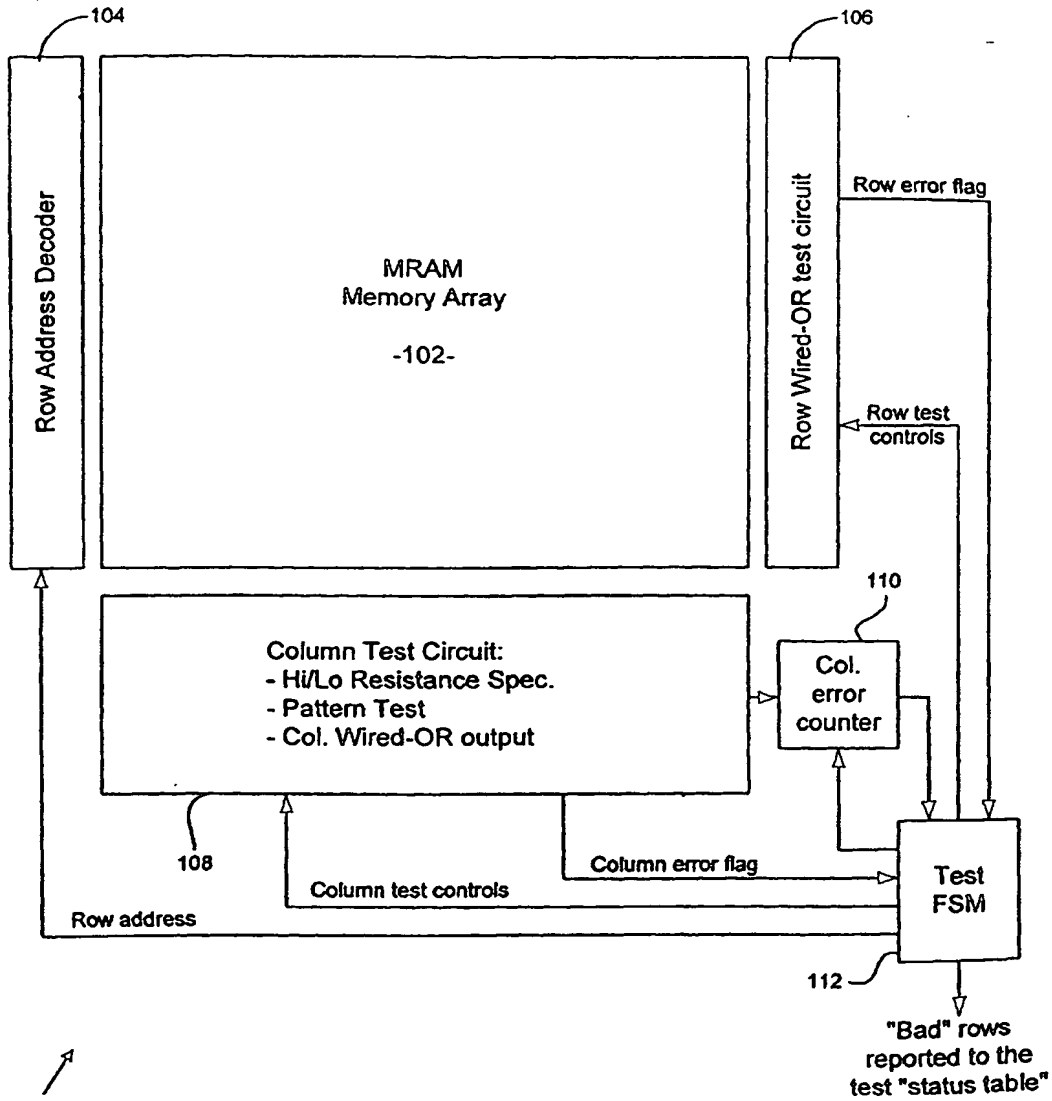 104
106
Row Address Decoder
MRAM
Memory Array
-102-
Row Wired-OR test circuit
Row error flag
Row test
controls
110
Column Test Circuit:
- Hi/Lo Resistance Spec.
- Pattern Test
- Col. Wired-OR output
Col.
error
counter
108
Column error flag
Column test controls
Row address
Test
FSM
112
"Bad" rows
reported to the
test "status table"